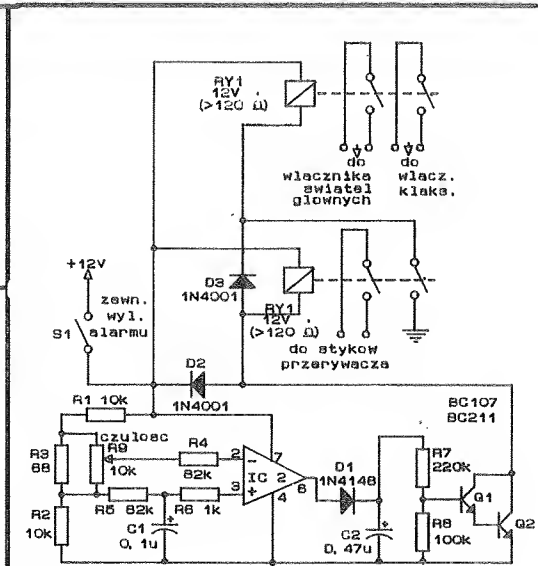 RY1
12V
(>120 Ω)
do
wlacznika
swiatel
glownych
do
wlacz.
klaks.
+12V
zewn.
wyl.
alarmu
S1
D3
1N4001
RY1
12V
(>120 Ω)
do stykow
przerywacza
D2
1N4001
BC107
BC211
R1 10k
czulosc
R3
68
R9
10k
R4
82k
2
7
IC 2
6
3
4
D1
1N4148
R7
220k
Q1
Q2
R5 82k
R6 1k
R2
10k
C1
0,1u
C2
0,47u
R8
100k